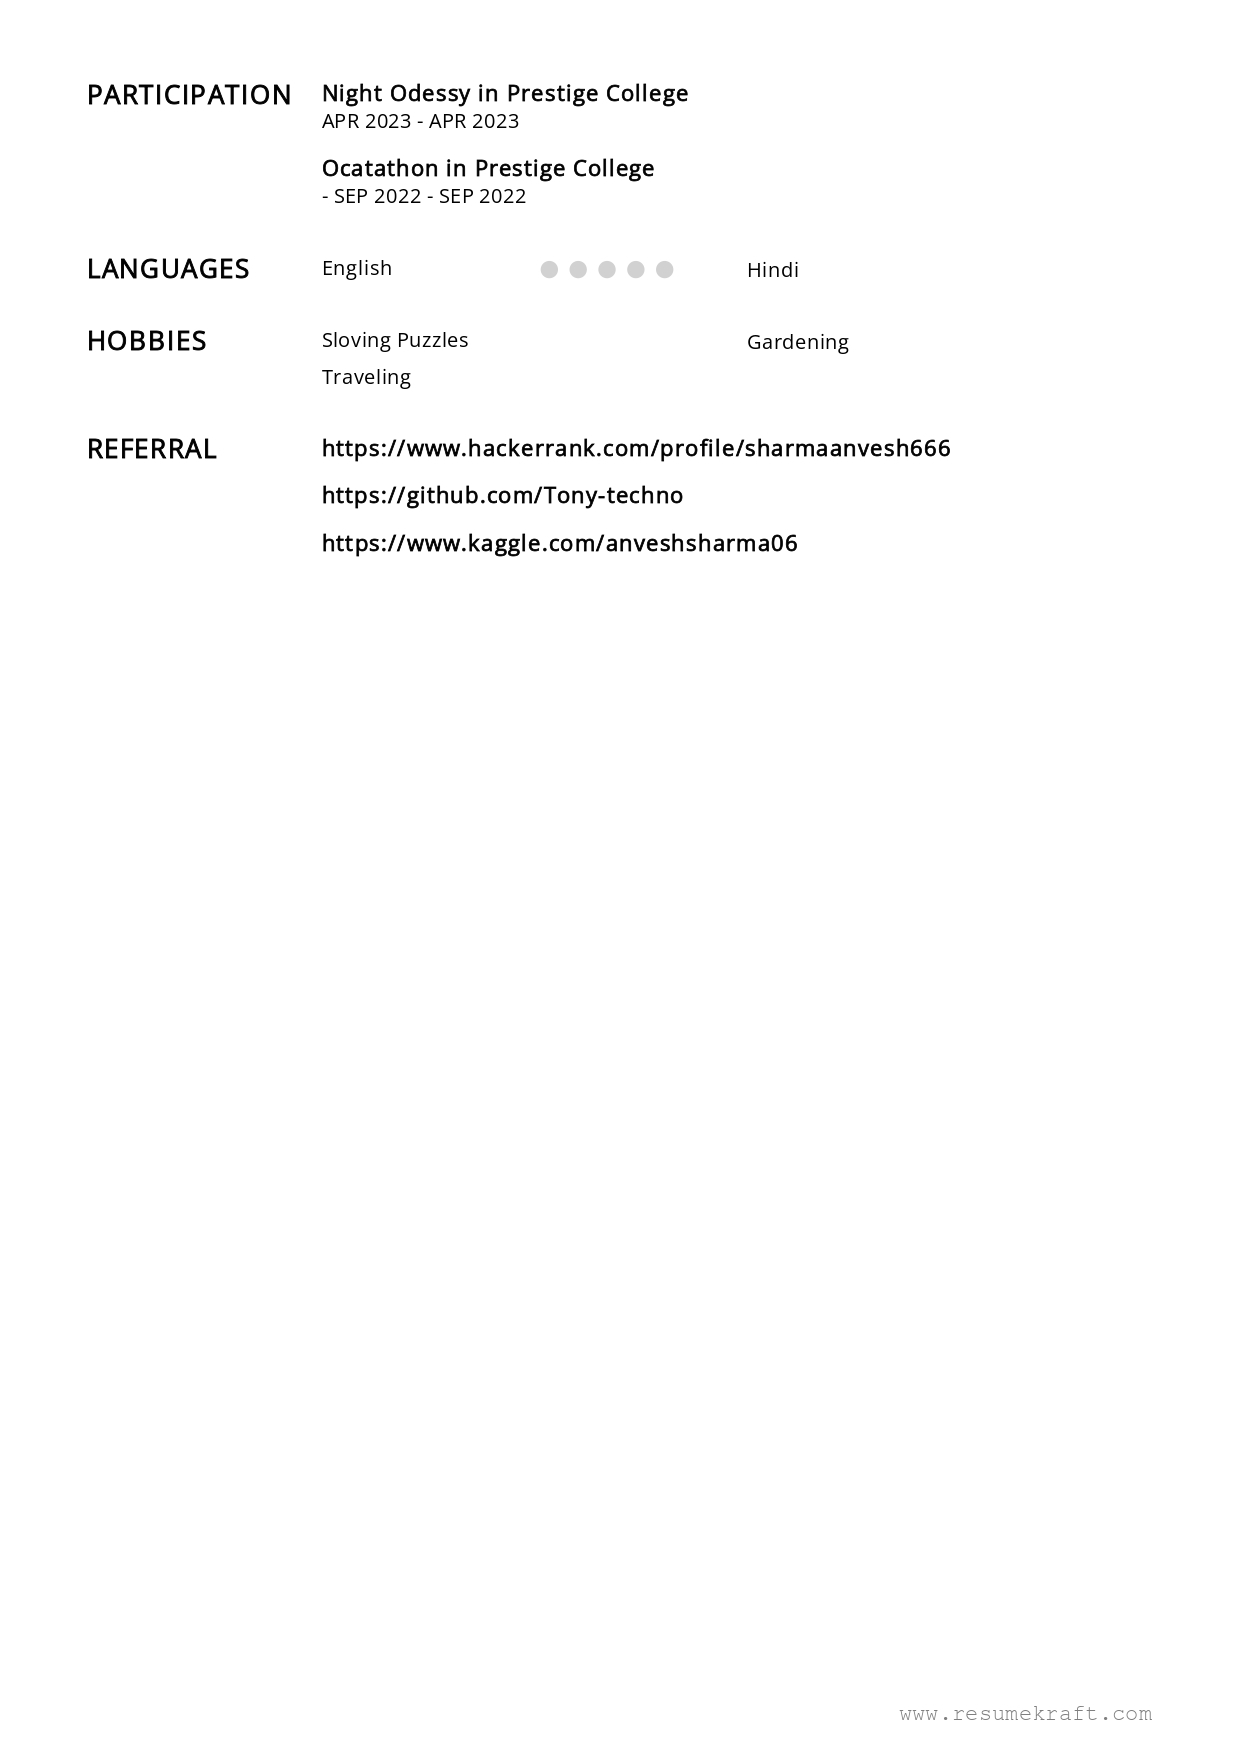 PARTICIPATION
Night Odessy in Prestige College
APR 2023 - APR 2023
Ocatathon in Prestige College
- SEP 2022 - SEP 2022
LANGUAGES
English
Hindi
HOBBIES
Sloving Puzzles
Gardening
Traveling
REFERRAL
https://www.hackerrank.com/profile/sharmaanvesh666
https://github.com/Tony-techno
https://www.kaggle.com/anveshsharma06
www.resumekraft.com